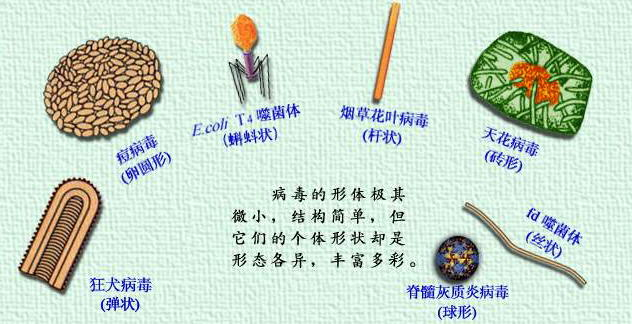 痘病毒
(卵圆形)
E.coli T4 噬菌体
(蝌蚪状)
烟草花叶病毒
(杆状)
天花病毒
(砖形)
病毒的形体极其
微小，结构简单，但
它们的个体形状却是
形态各异，丰富多彩。
狂犬病毒
(弹状)
脊髓灰质炎病毒
(球形)
fd 噬菌体
(丝状)